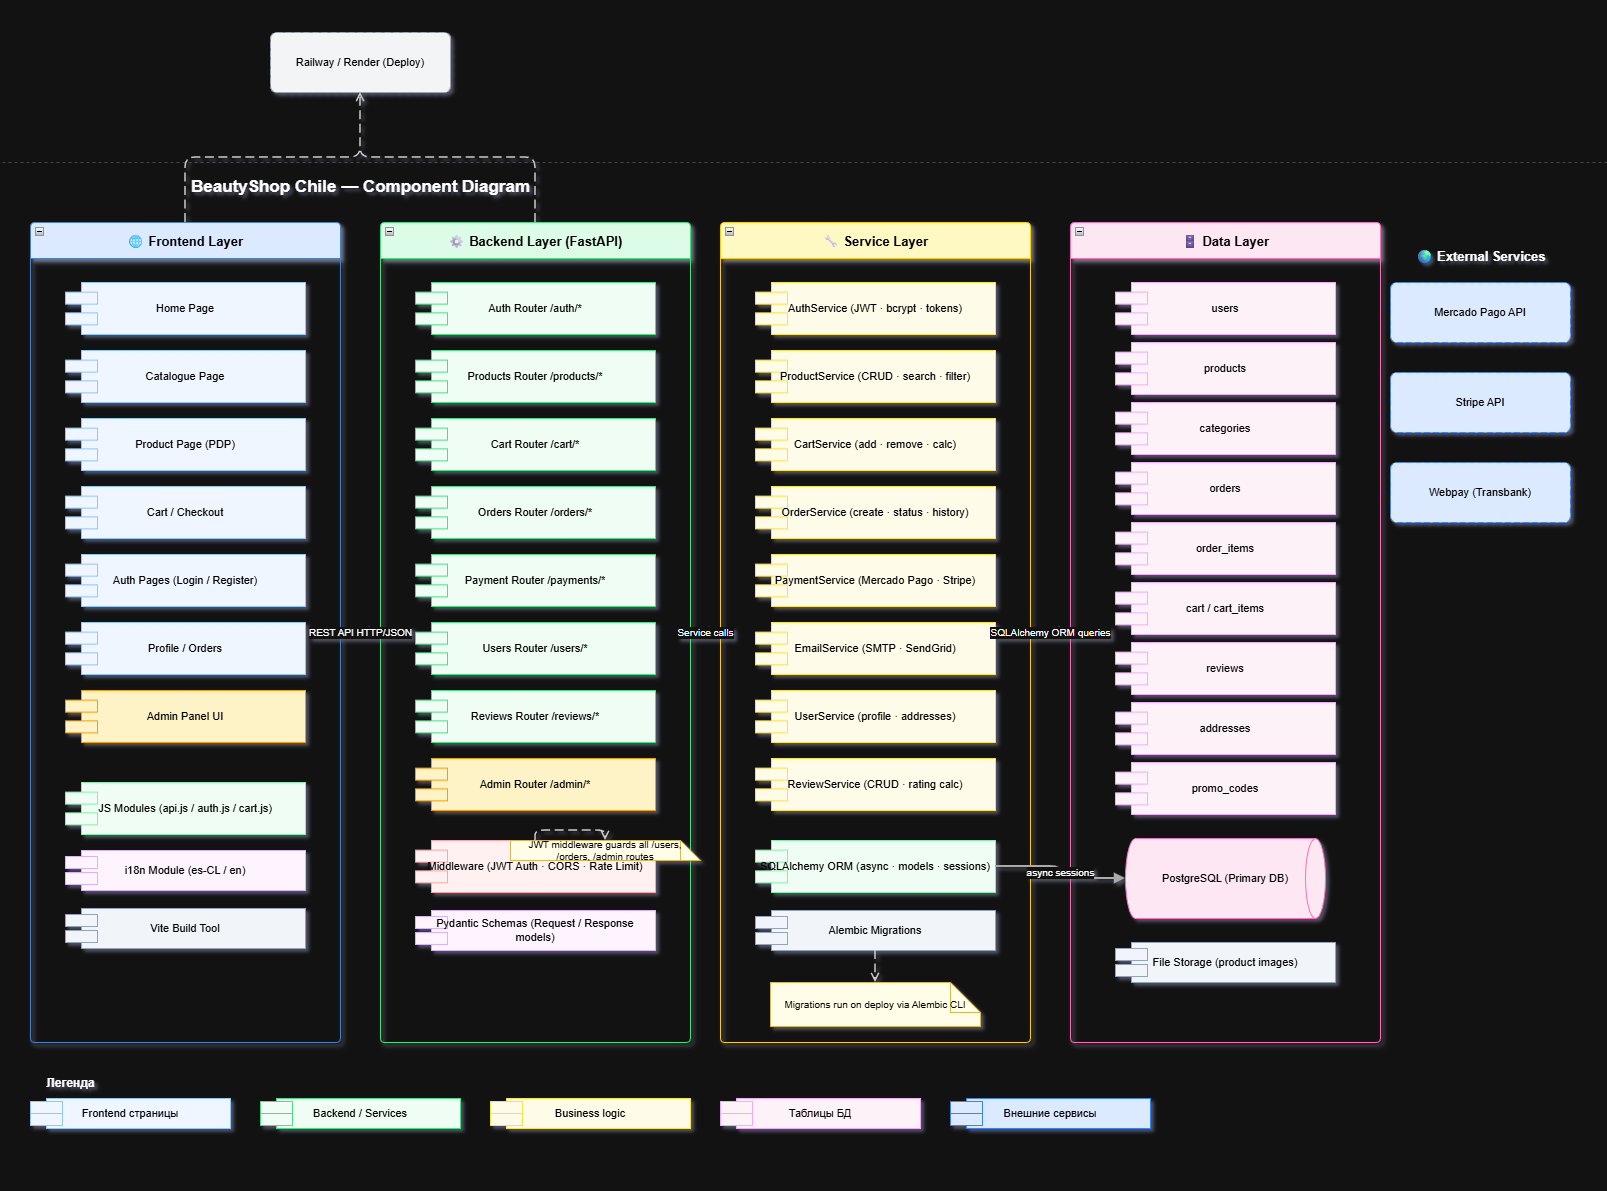 Railway / Render (Deploy)
BeautyShop Chile — Component Diagram
Frontend Layer
Home Page
Catalogue Page
Product Page (PDP)
Cart / Checkout
Auth Pages (Login / Register)
Profile / Orders
Admin Panel UI
JS Modules (api.js / auth.js / cart.js)
i18n Module (es-CL / en)
Vite Build Tool
REST API HTTP/JSON
Backend Layer (FastAPI)
Auth Router /auth/*
Products Router /products/*
Cart Router /cart/*
Orders Router /orders/*
Payment Router /payments/*
Users Router /users/*
Reviews Router /reviews/*
Admin Router /admin/*
JWT middleware guards all /users,
/orders, /admin routes
Middleware (JWT Auth · CORS · Rate Limit)
Pydantic Schemas (Request / Response
models)
Service calls
Service Layer
AuthService (JWT · bcrypt · tokens)
ProductService (CRUD · search · filter)
CartService (add · remove · calc)
OrderService (create · status · history)
PaymentService (Mercado Pago · Stripe)
EmailService (SMTP · SendGrid)
UserService (profile · addresses)
ReviewService (CRUD · rating calc)
SQLAlchemy ORM (async · models · sessions)
Alembic Migrations
Migrations run on deploy via Alembic CLI
SQLAlchemy ORM queries
async sessions
Data Layer
users
products
categories
orders
order_items
cart / cart_items
reviews
addresses
promo_codes
PostgreSQL (Primary DB)
File Storage (product images)
External Services
Mercado Pago API
Stripe API
Webpay (Transbank)
Легенда
Frontend страницы
Backend / Services
Business logic
Таблицы БД
Внешние сервисы